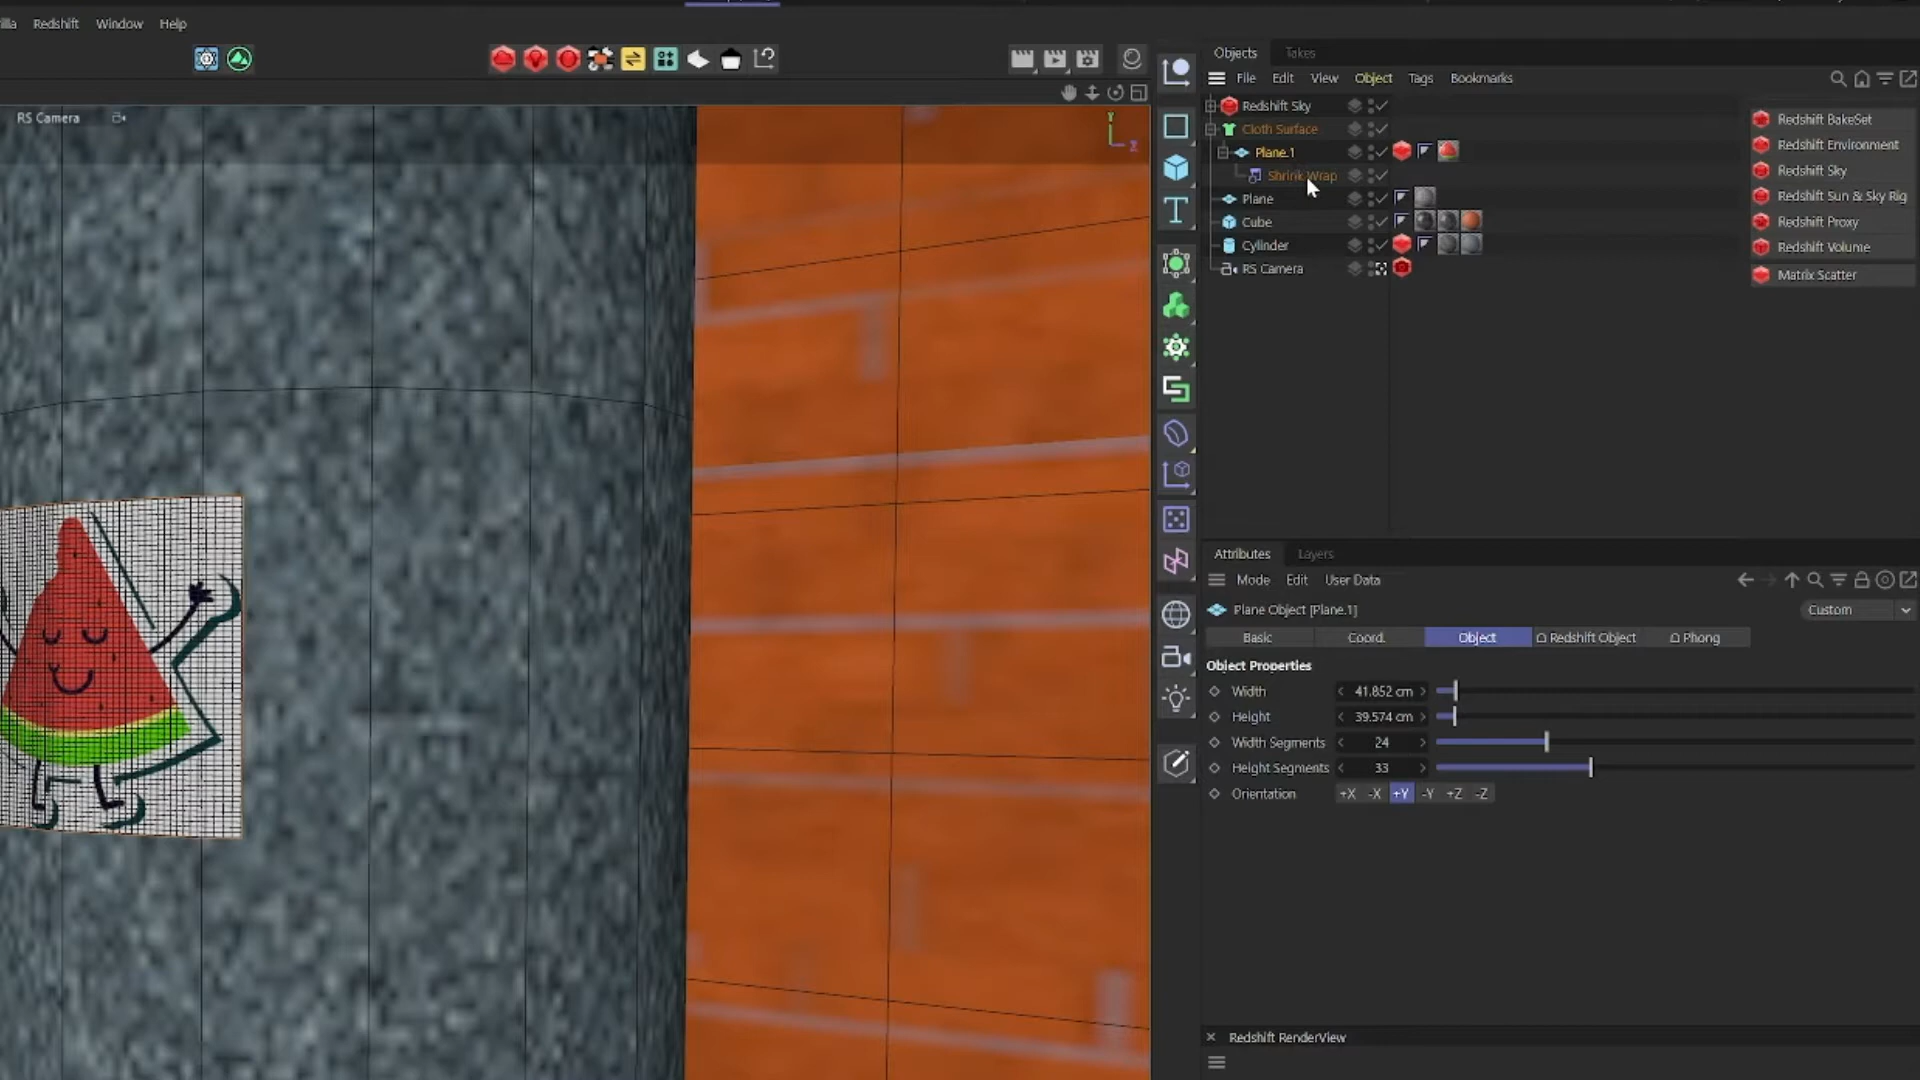 Redshift Window Help
RS Camera
Y
Z
Objects Takes
File Edit View Object Tags Bookmarks
Redshift Sky
Cloth Surface
Plane.1
Shrink Wrap
Plane
Cube
Cylinder
RS Camera
Redshift BakeSet
Redshift Environment
Redshift Sky
Redshift Sun & Sky Rig
Redshift Proxy
Redshift Volume
Matrix Scatter
Attributes Layers
Mode Edit User Data
Plane Object [Plane.1] Custom
Basic Coord. Object Redshift Object Phong
Object Properties
Width 41.852 cm
Height 39.574 cm
Width Segments 24
Height Segments 33
Orientation +X -X +Y -Y +Z -Z
Redshift RenderView